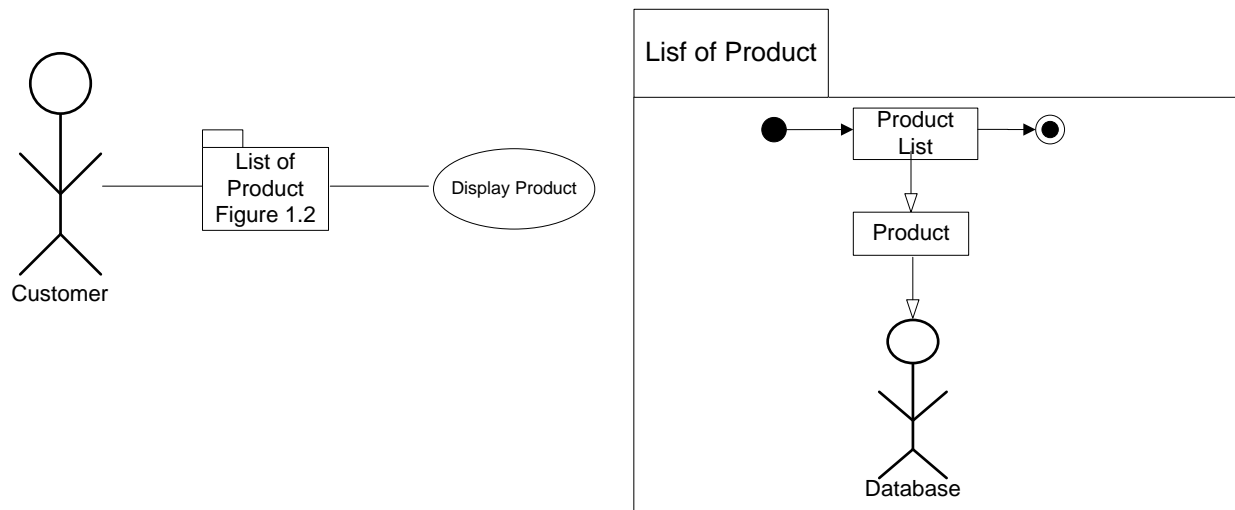 List of
Product
Figure 1.2
Display Product
Customer
Lisf of Product
Product
List
Product
Database